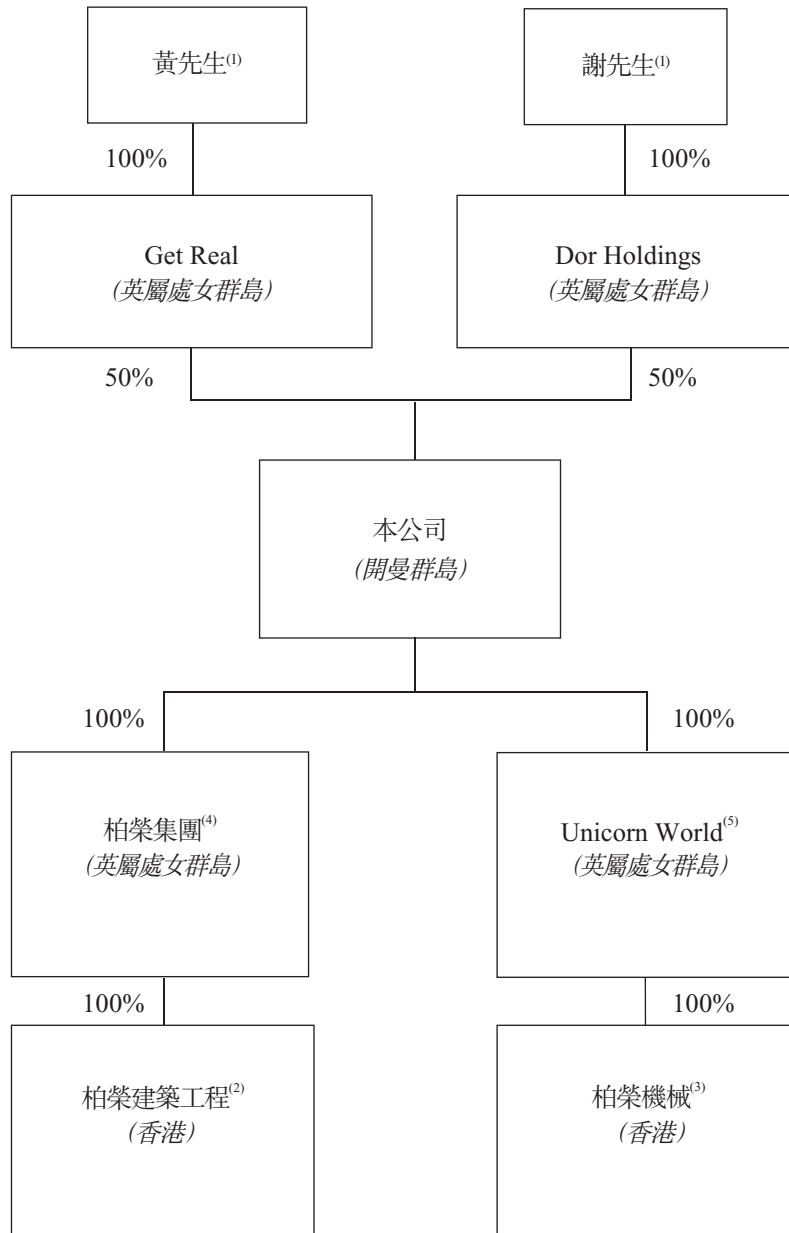 黃先生(1)
謝先生(1)
100%
100%
Get Real
(英屬處女群島)
Dor Holdings
(英屬處女群島)
50%
50%
本公司
(開曼群島)
100%
100%
柏榮集團(4)
(英屬處女群島)
Unicorn World(5)
(英屬處女群島)
100%
100%
柏榮建築工程(2)
(香港)
柏榮機械(3)
(香港)